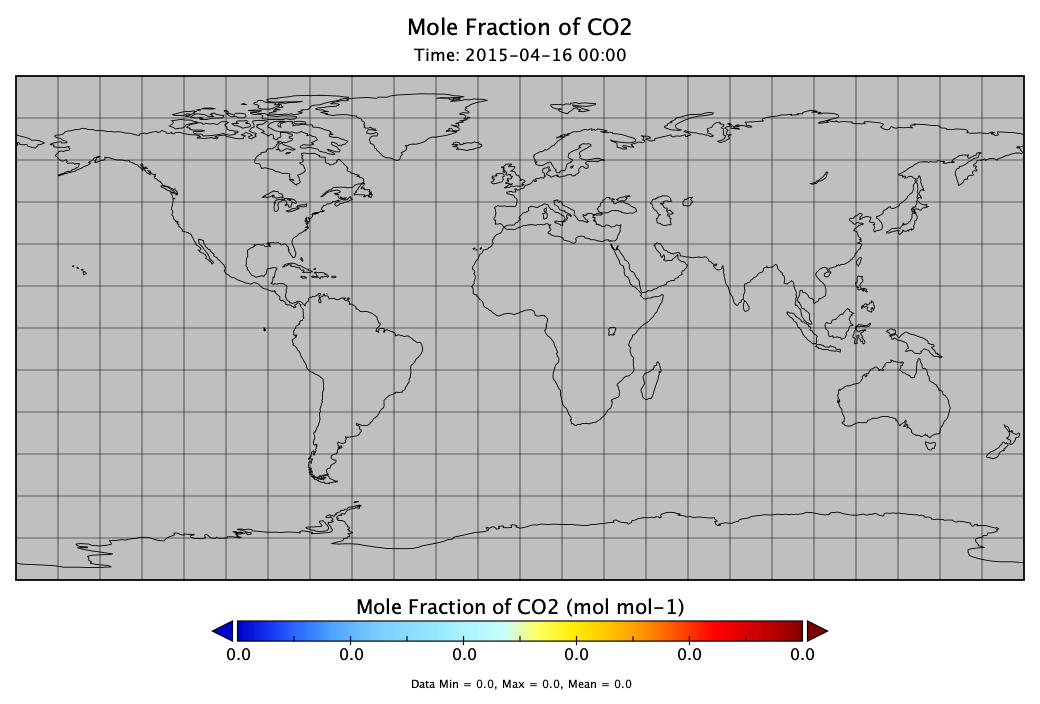 Mole Fraction of CO2
Time: 2015-04-16 00:00
Mole Fraction of CO2 (mol mol-1)
0.0 0.0 0.0 0.0 0.0 0.0
Data Min = 0.0, Max = 0.0, Mean = 0.0